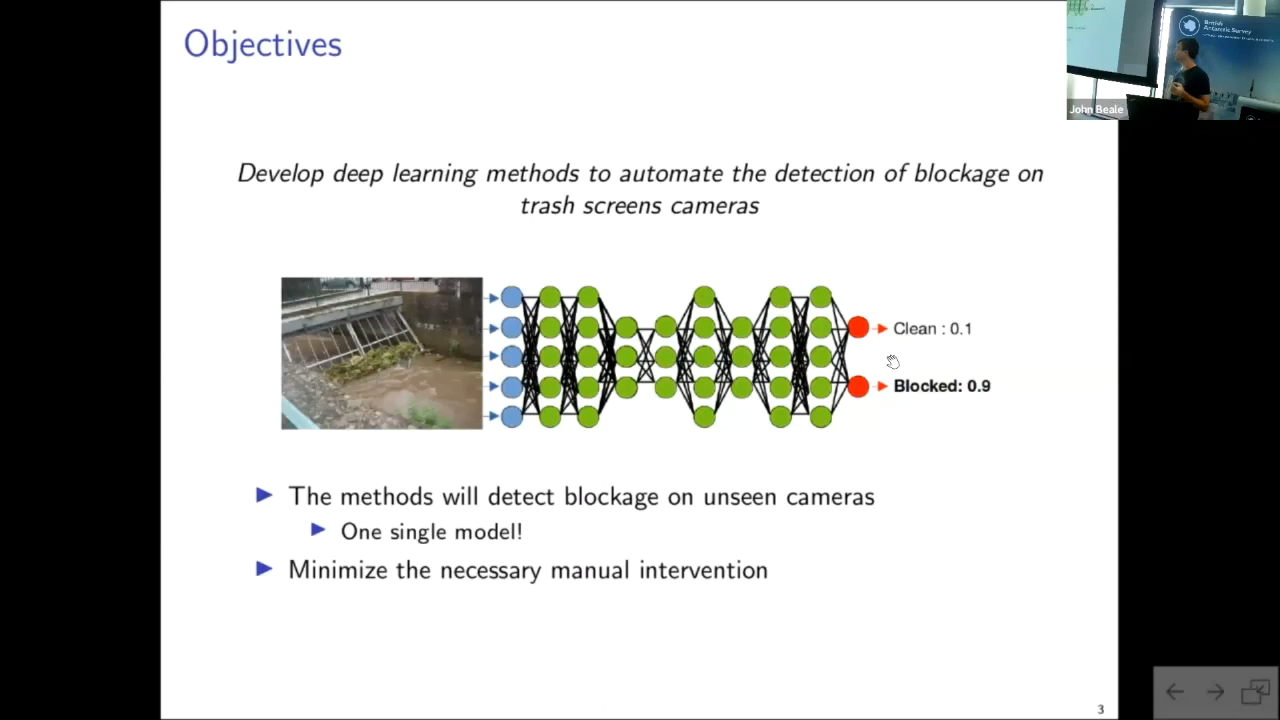 Objectives
British
Antarctic Survey
John Beale
Develop deep learning methods to automate the detection of blockage on
trash screens cameras
Clean : 0.1
Blocked: 0.9
The methods will detect blockage on unseen cameras
One single model!
Minimize the necessary manual intervention
3